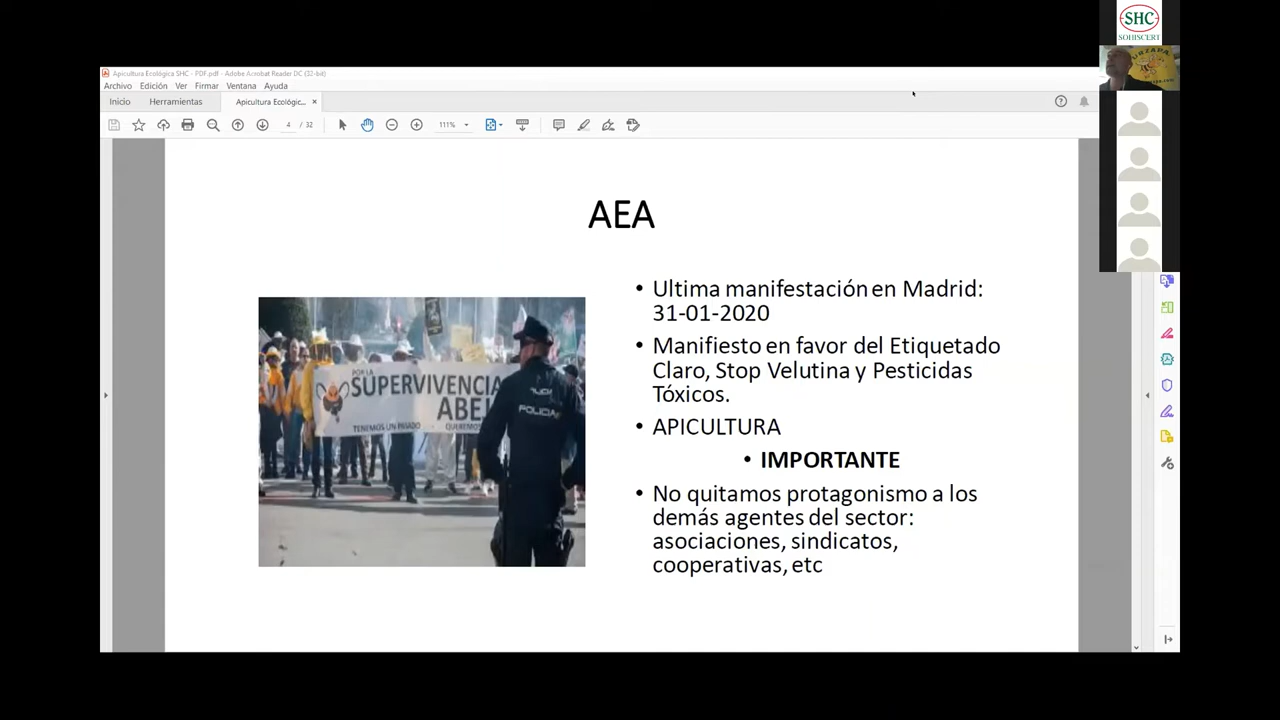 SHC
SOHISCERT
Apicultura Ecológica SHC - PDF.pdf - Adobe Acrobat Reader DC (32-bit)
Archivo Edición Ver Firmar Ventana Ayuda
Inicio Herramientas Apicultura Ecológic... ×
4 / 32 111%
AEA
POR LA
SUPERVIVENCIA
TENEMOS UN PASADO
POLICIA
• Ultima manifestación en Madrid:
31-01-2020
• Manifiesto en favor del Etiquetado
Claro, Stop Velutina y Pesticidas
Tóxicos.
• APICULTURA
• IMPORTANTE
• No quitamos protagonismo a los
demás agentes del sector:
asociaciones, sindicatos,
cooperativas, etc